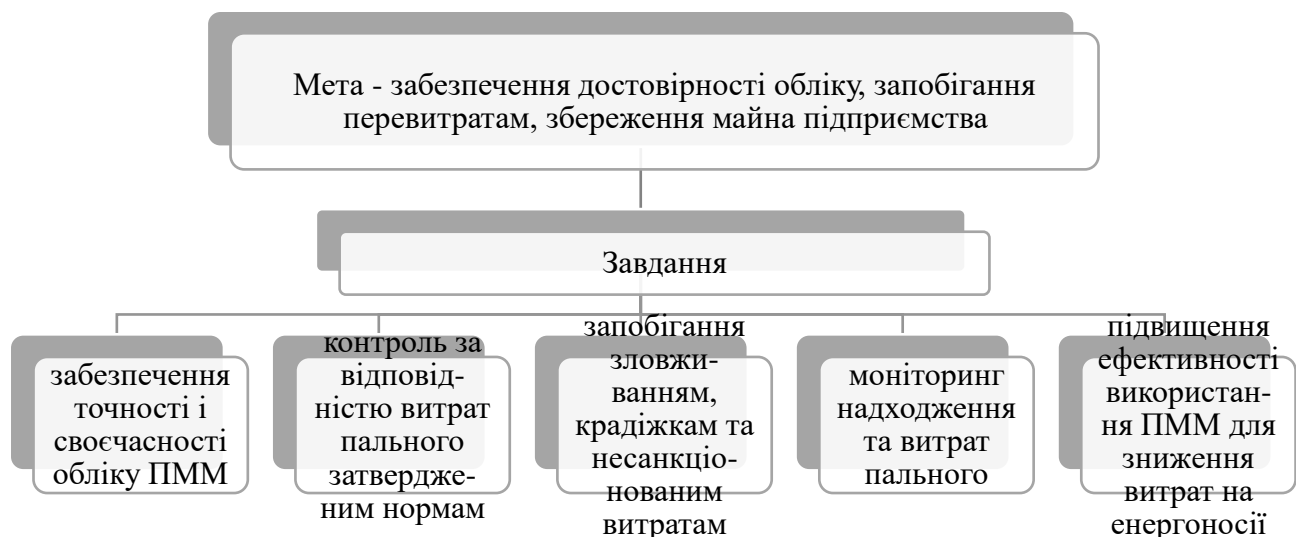 Мета - забезпечення достовірності обліку, запобігання
перевитратам, збереження майна підприємства
Завдання
забезпечення
точності і
своєчасності
обліку ПММ
контроль за
відповід-
ністю витрат
пального
затвердже-
ним нормам
запобігання
зловжи-
ванням,
крадіжкам та
несанкціо-
нованим
витратам
моніторинг
надходження
та витрат
пального
підвищення
ефективності
використан-
ня ПММ для
зниження
витрат на
енергоносії